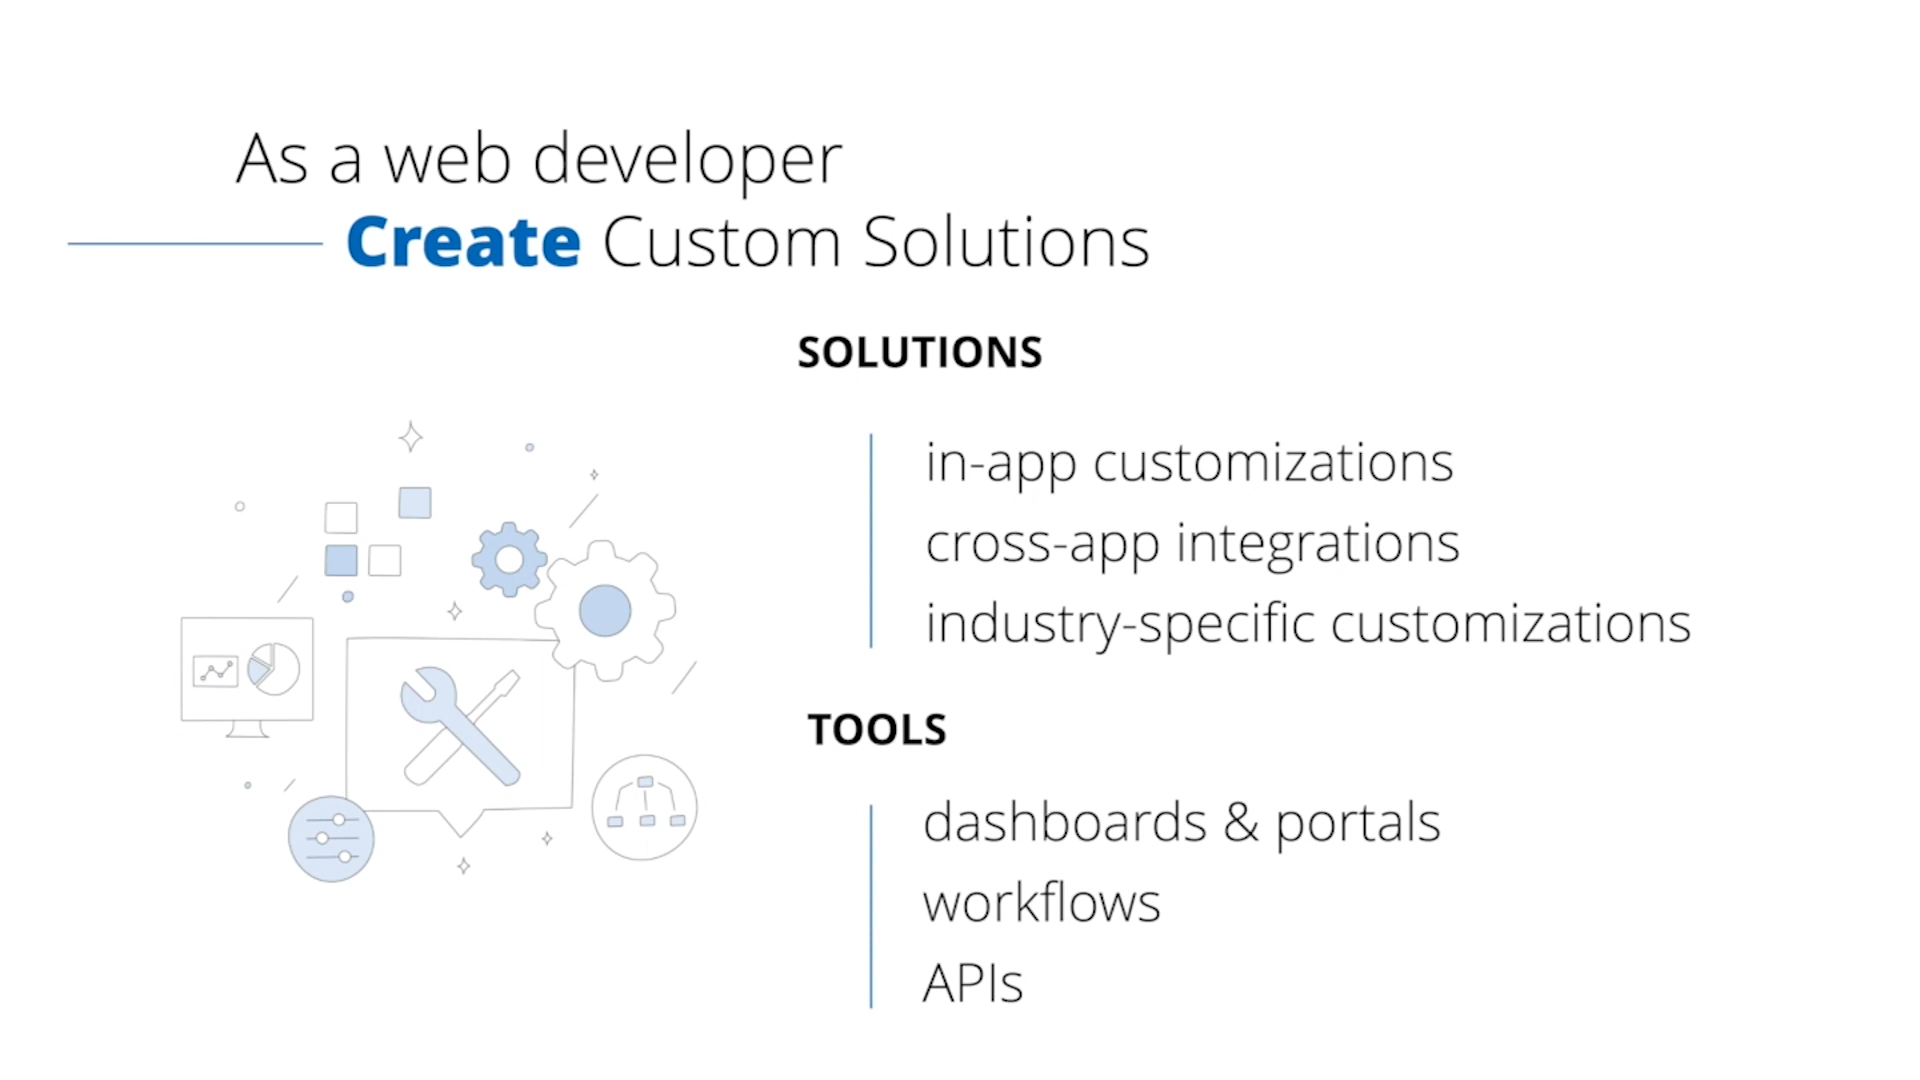 As a web developer
Create Custom Solutions
SOLUTIONS
in-app customizations
cross-app integrations
industry-specific customizations
TOOLS
dashboards & portals
workflows
APIs